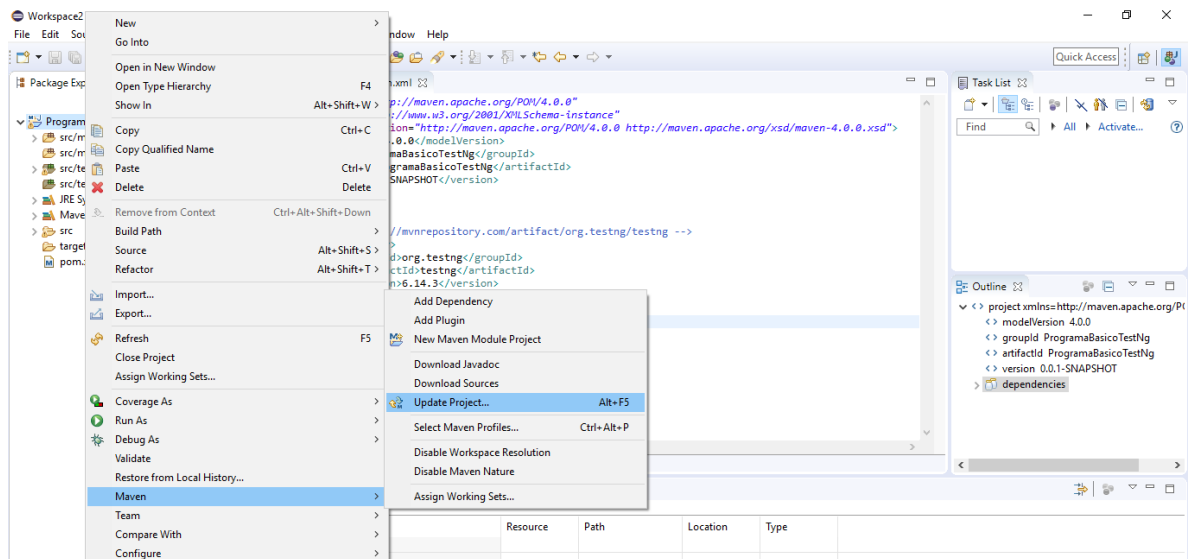 Workspace2
File Edit Sou
ndow Help
Quick Access
Package Exp
n.xml
Task List
Find
All
Activate...
Program
src/m
src/m
src/te
src/te
JRE Sy
Mave
src
target
pom.x
New
Go Into
Open in New Window
Open Type Hierarchy F4
Show In Alt+Shift+W >
Copy Ctrl+C
Copy Qualified Name
Paste Ctrl+V
Delete Delete
Remove from Context Ctrl+Alt+Shift+Down
Build Path
Source Alt+Shift+S >
Refactor Alt+Shift+T >
Import...
Export...
Refresh F5
Close Project
Assign Working Sets...
Coverage As
Run As
Debug As
Validate
Restore from Local History...
Maven
Team
Compare With
Configure
p://maven.apache.org/POM/4.0.0"
://www.w3.org/2001/XMLSchema-instance"
ion="http://maven.apache.org/POM/4.0.0 http://maven.apache.org/xsd/maven-4.0.0.xsd">
.0.0</modelVersion>
maBasicoTestNg</groupId>
ogramaBasicoTestNg</artifactId>
SNAPSHOT</version>
//mvnrepository.com/artifact/org.testng/testng -->
>
d>org.testng</groupId>
ctId>testng</artifactId>
n>6.14.3</version>
Add Dependency
Add Plugin
New Maven Module Project
Download Javadoc
Download Sources
Update Project... Alt+F5
Select Maven Profiles... Ctrl+Alt+P
Disable Workspace Resolution
Disable Maven Nature
Assign Working Sets...
Outline
project xmlns=http://maven.apache.org/P
modelVersion 4.0.0
groupId ProgramaBasicoTestNg
artifactId ProgramaBasicoTestNg
version 0.0.1-SNAPSHOT
dependencies
Resource Path Location Type